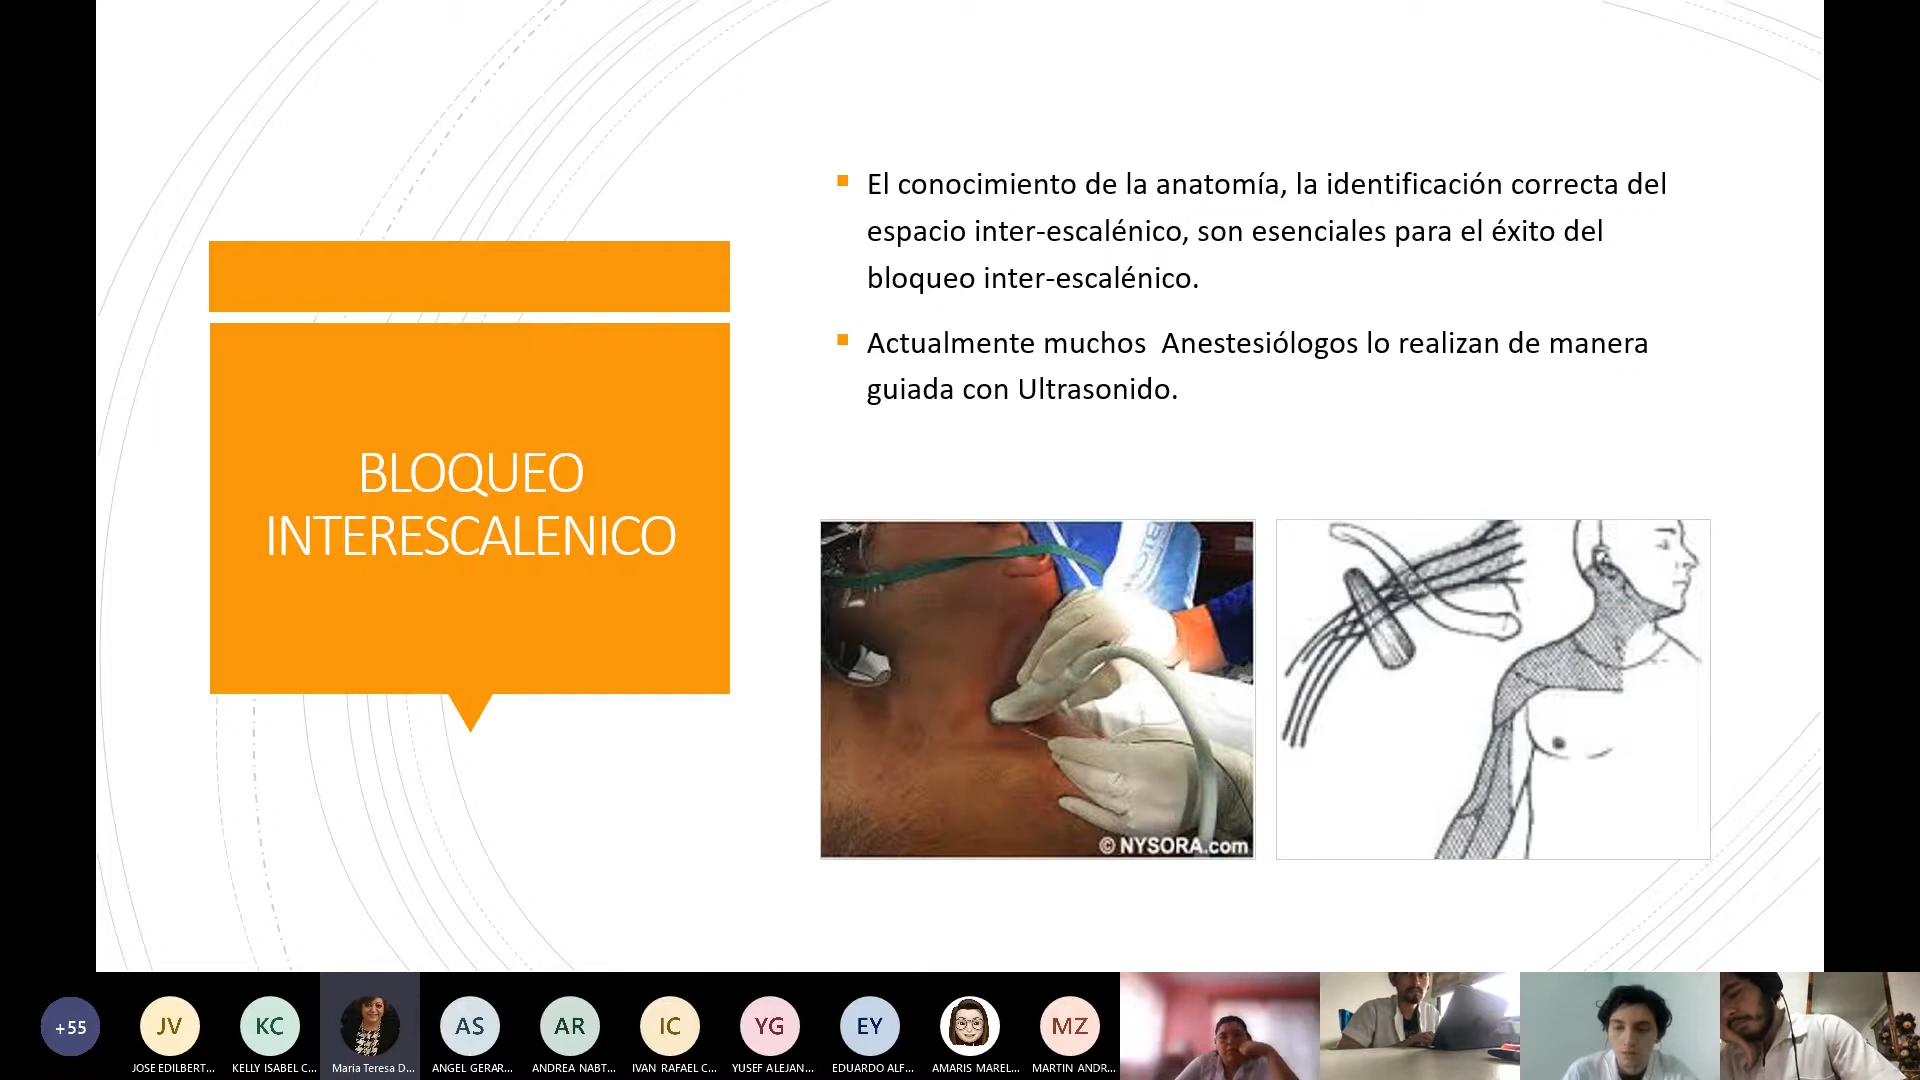 El conocimiento de la anatomía, la identificación correcta del
espacio inter-escalénico, son esenciales para el éxito del
bloqueo inter-escalénico.
Actualmente muchos Anestesiólogos lo realizan de manera
guiada con Ultrasonido.
BLOQUEO
INTERESCALENICO
© NYSORA.com
+55
JV
KC
AS
AR
IC
YG
EY
MZ
JOSE EDILBERT...
KELLY ISABEL C...
Maria Teresa D...
ANGEL GERAR...
ANDREA NABT...
IVAN RAFAEL C...
YUSEF ALEJAN...
EDUARDO ALF...
AMARIS MAREL...
MARTIN ANDR...